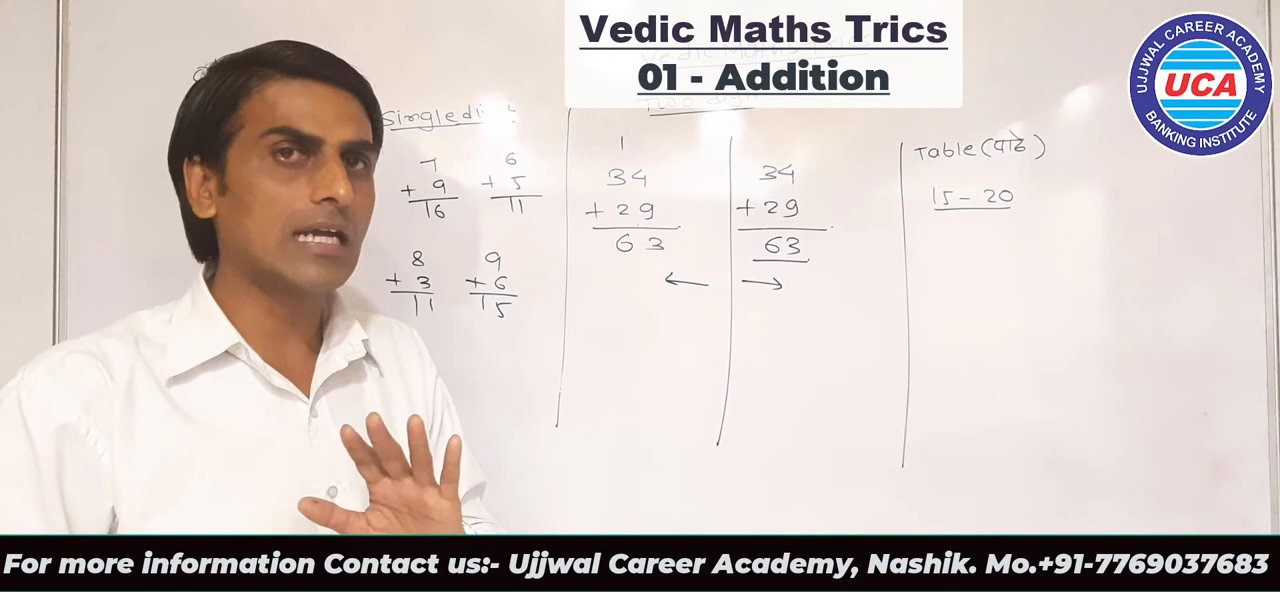 Vedic Maths Trics
01 - Addition
UJJWAL CAREER ACADEMY
UCA
BANKING INSTITUTE
7
+ 9
16
6
+ 5
11
8
+ 3
11
9
+ 6
15
1
34
+ 29
63
←
34
+ 29
63
→
Table (पाढे)
15 - 20
For more information Contact us:- Ujjwal Career Academy, Nashik. Mo.+91-7769037683